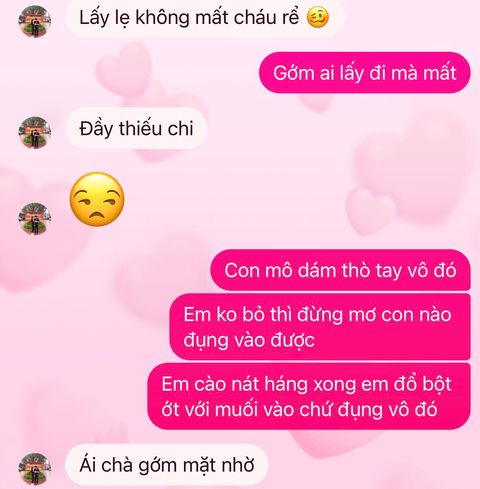 Lấy lẹ không mất cháu rể 🥴
Gớm ai lấy đi mà mất
Đầy thiếu chi
😒
Con mô dám thò tay vô đó
Em ko bỏ thì đừng mơ con nào
đụng vào được
Em cào nát háng xong em đổ bột
ớt với muối vào chứ đụng vô đó
Ái chà gớm mặt nhờ